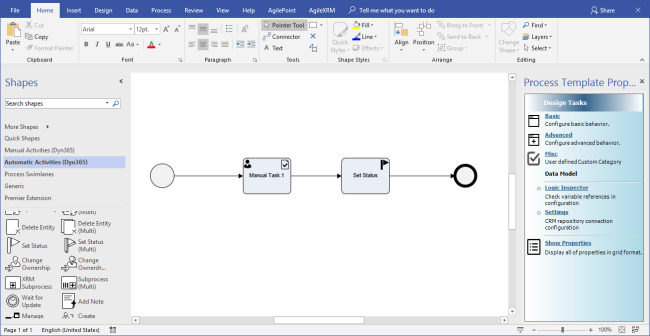 File Home Insert Design Data Process Review View Help AgilePoint AgileXRM Tell me what you want to do Share
Paste
Cut
Copy
Format Painter
Clipboard
Arial 12pt.
B I U abc Aa A
Font
Paragraph
Pointer Tool
Connector
A Text
Tools
Quick Styles
Fill
Line
Effects
Shape Styles
Align Position
Bring to Front
Send to Back
Group
Arrange
Change Shape
Find
Layers
Select
Editing
Shapes
Search shapes
More Shapes
Quick Shapes
Manual Activities (Dyn365)
Automatic Activities (Dyn365)
Process Swimlanes
Generic
Premier Extension
(Multi)
Delete Entity
Delete Entity (Multi)
Set Status
Set Status (Multi)
Change Ownership
Change Ownersh...
XRM Subprocess
Subprocess (Multi)
Wait for Update
Add Note
Manage
Create
Manual Task 1
Set Status
Process Template Prop...
Design Tasks
Basic
Configure basic behavior.
Advanced
Configure advanced behavior.
Misc
User defined Custom Category
Data Model
Logic Inspector
Check variable references in
configuration
Settings
CRM repository connection
configuration
Show Properties
Display all of properties in grid format.
Page 1 of 1 English (United States) 100%